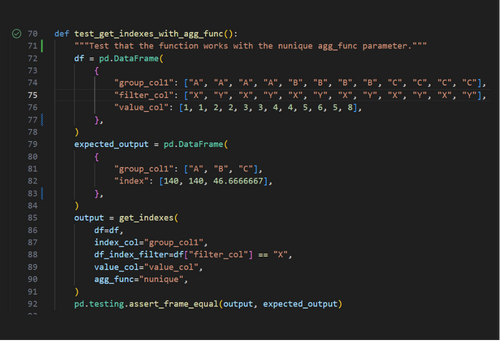 70 def test_get_indexes_with_agg_func():
71 """Test that the function works with the nunique agg_func parameter."""
72 df = pd.DataFrame(
73 {
74 "group_col1": ["A", "A", "A", "A", "B", "B", "B", "B", "C", "C", "C", "C"],
75 "filter_col": ["X", "Y", "X", "Y", "X", "Y", "X", "Y", "X", "Y", "X", "Y"],
76 "value_col": [1, 1, 2, 2, 3, 3, 4, 4, 5, 6, 5, 8],
77 },
78 )
79 expected_output = pd.DataFrame(
80 {
81 "group_col1": ["A", "B", "C"],
82 "index": [140, 140, 46.6666667],
83 },
84 )
85 output = get_indexes(
86 df=df,
87 index_col="group_col1",
88 df_index_filter=df["filter_col"] == "X",
89 value_col="value_col",
90 agg_func="nunique",
91 )
92 pd.testing.assert_frame_equal(output, expected_output)